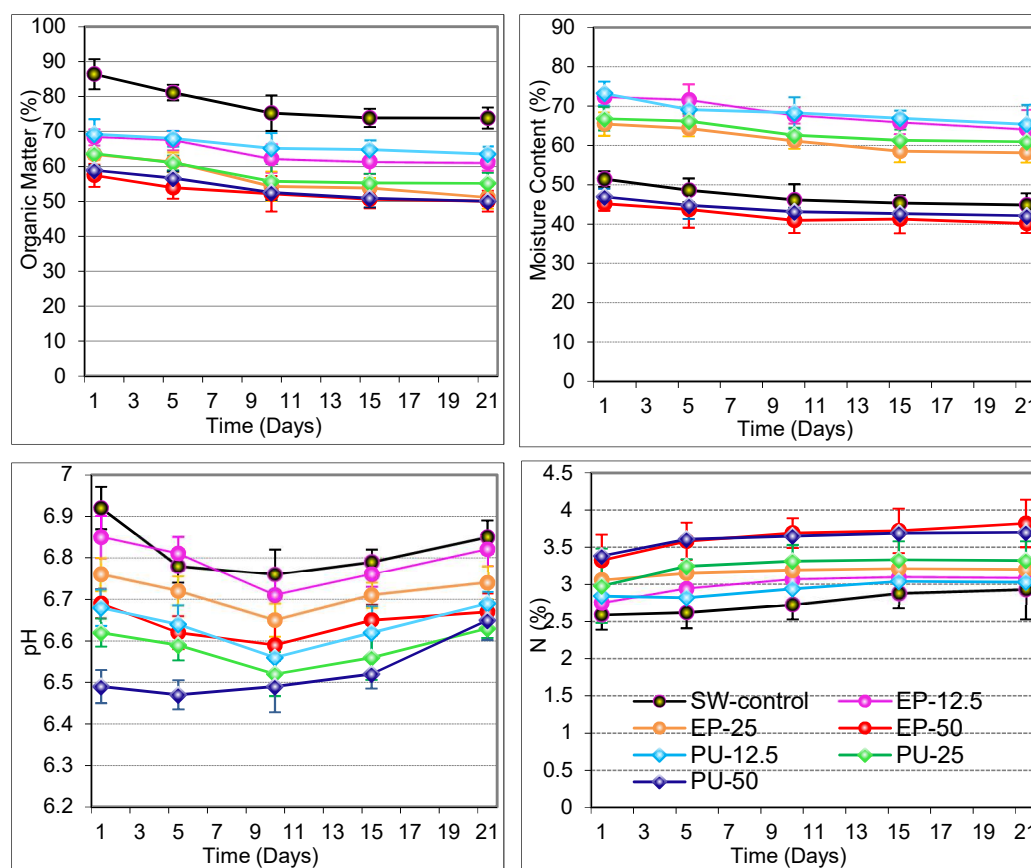 100
90
80
70
60
50
40
30
20
10
0
Organic Matter (%)
1 3 5 7 9 11 13 15 17 19 21
Time (Days)
90
80
70
60
50
40
30
20
10
0
Moisture Content (%)
1 3 5 7 9 11 13 15 17 19 21
Time (Days)
7
6.9
6.8
6.7
6.6
6.5
6.4
6.3
6.2
pH
1 3 5 7 9 11 13 15 17 19 21
Time (Days)
4.5
4
3.5
3
2.5
2
1.5
1
0.5
0
N (%)
SW-control EP-12.5
EP-25 EP-50
PU-12.5 PU-25
PU-50
1 3 5 7 9 11 13 15 17 19 21
Time (Days)